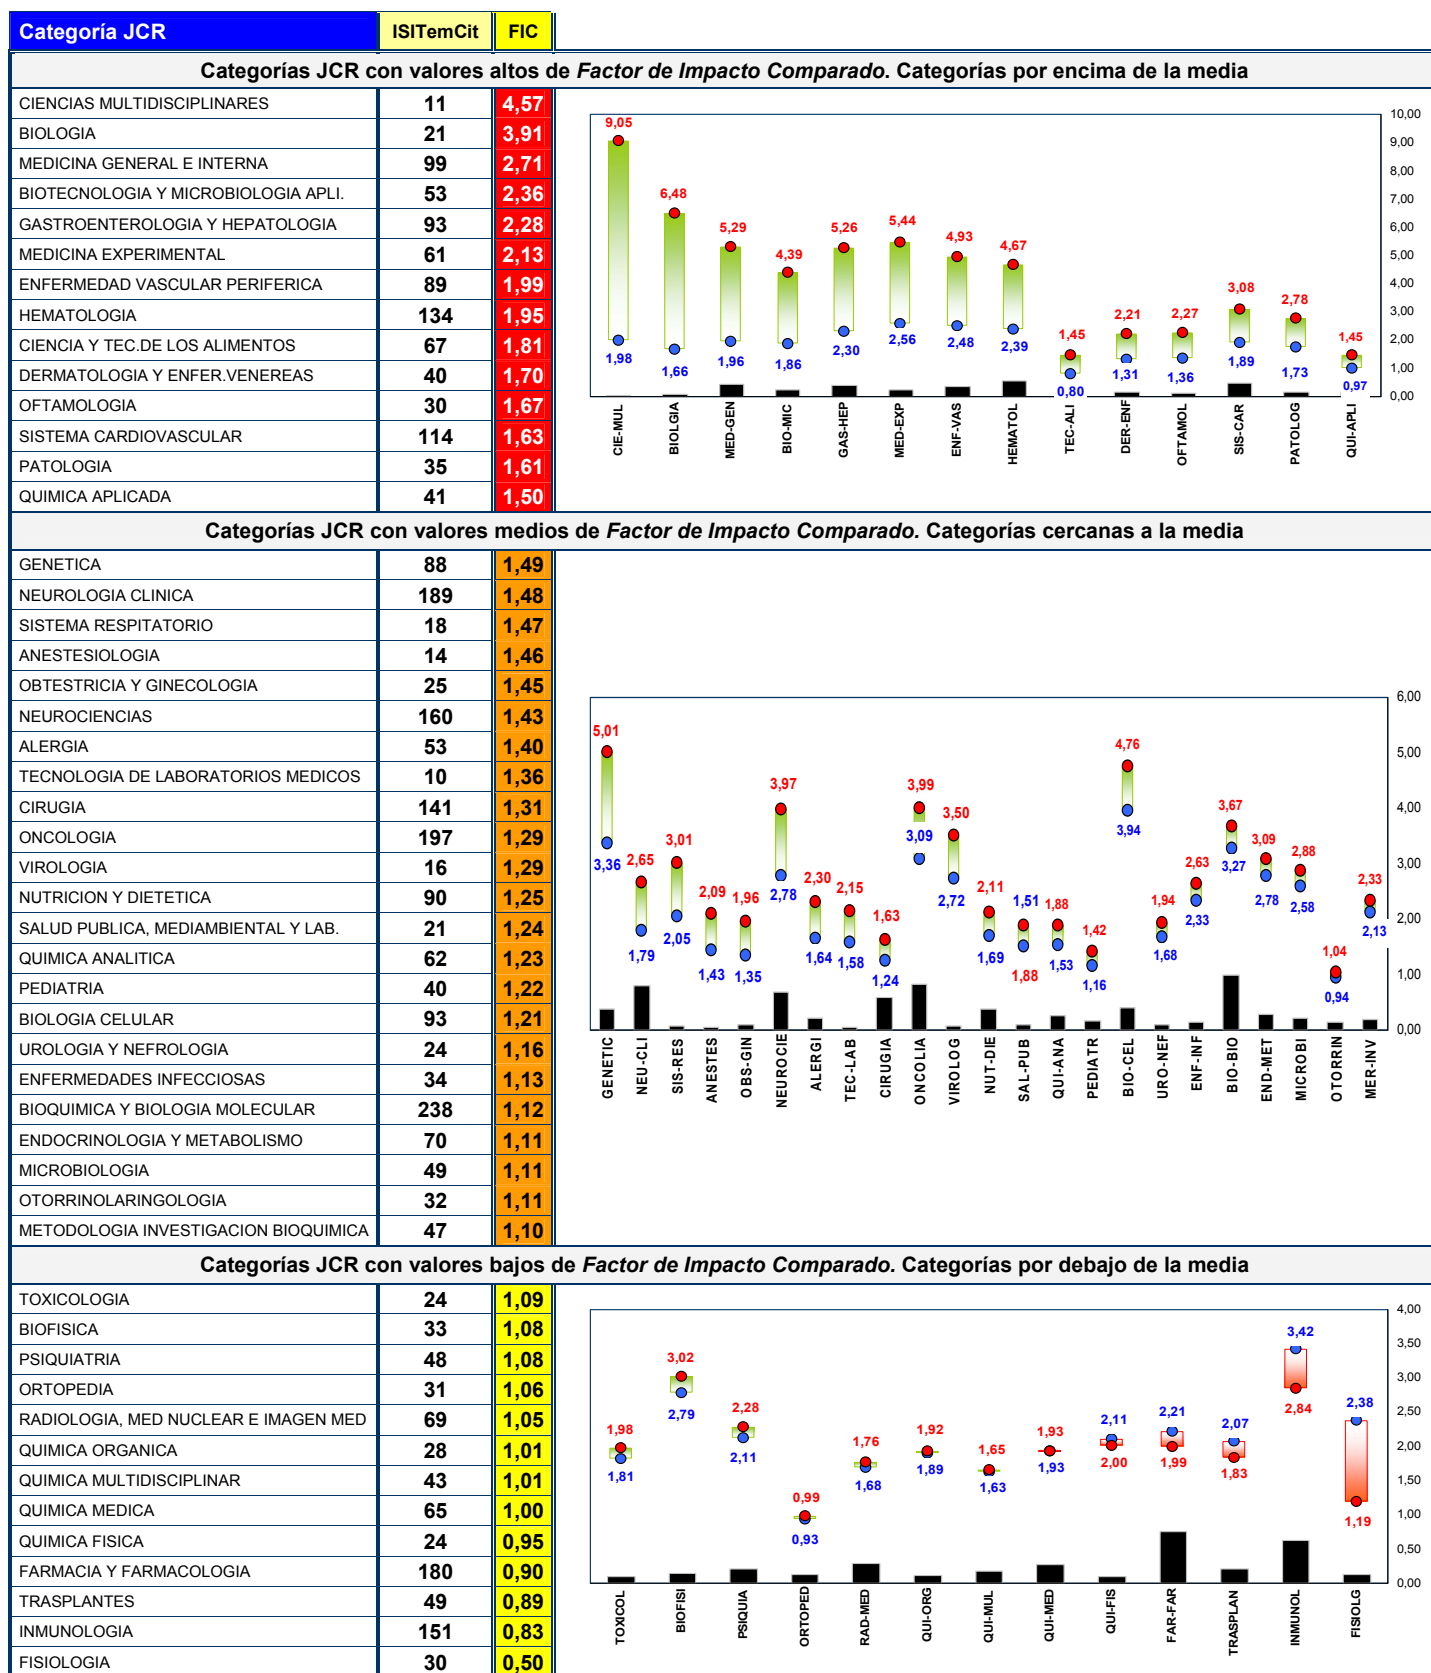 Categoría JCR ISITemCit FIC
Categorías JCR con valores altos de Factor de Impacto Comparado. Categorías por encima de la media
CIENCIAS MULTIDISCIPLINARES 11 4,57
BIOLOGIA 21 3,91
MEDICINA GENERAL E INTERNA 99 2,71
BIOTECNOLOGIA Y MICROBIOLOGIA APLI. 53 2,36
GASTROENTEROLOGIA Y HEPATOLOGIA 93 2,28
MEDICINA EXPERIMENTAL 61 2,13
ENFERMEDAD VASCULAR PERIFERICA 89 1,99
HEMATOLOGIA 134 1,95
CIENCIA Y TEC.DE LOS ALIMENTOS 67 1,81
DERMATOLOGIA Y ENFER.VENEREAS 40 1,70
OFTAMOLOGIA 30 1,67
SISTEMA CARDIOVASCULAR 114 1,63
PATOLOGIA 35 1,61
QUIMICA APLICADA 41 1,50
10,00
9,00
8,00
7,00
6,00
5,00
4,00
3,00
2,00
1,00
0,00
9,05 6,48 5,29 4,39 5,26 5,44 4,93 4,67 1,45 2,21 2,27 3,08 2,78 1,45
1,98 1,66 1,96 1,86 2,30 2,56 2,48 2,39 0,80 1,31 1,36 1,89 1,73 0,97
CIE-MUL BIOLGIA MED-GEN BIO-MIC GAS-HEP MED-EXP ENF-VAS HEMATOL TEC-ALI DER-ENF OFTAMOL SIS-CAR PATOLOG QUI-APLI
Categorías JCR con valores medios de Factor de Impacto Comparado. Categorías cercanas a la media
GENETICA 88 1,49
NEUROLOGIA CLINICA 189 1,48
SISTEMA RESPITATORIO 18 1,47
ANESTESIOLOGIA 14 1,46
OBTESTRICIA Y GINECOLOGIA 25 1,45
NEUROCIENCIAS 160 1,43
ALERGIA 53 1,40
TECNOLOGIA DE LABORATORIOS MEDICOS 10 1,36
CIRUGIA 141 1,31
ONCOLOGIA 197 1,29
VIROLOGIA 16 1,29
NUTRICION Y DIETETICA 90 1,25
SALUD PUBLICA, MEDIAMBIENTAL Y LAB. 21 1,24
QUIMICA ANALITICA 62 1,23
PEDIATRIA 40 1,22
BIOLOGIA CELULAR 93 1,21
UROLOGIA Y NEFROLOGIA 24 1,16
ENFERMEDADES INFECCIOSAS 34 1,13
BIOQUIMICA Y BIOLOGIA MOLECULAR 238 1,12
ENDOCRINOLOGIA Y METABOLISMO 70 1,11
MICROBIOLOGIA 49 1,11
OTORRINOLARINGOLOGIA 32 1,11
METODOLOGIA INVESTIGACION BIOQUIMICA 47 1,10
6,00
5,00
4,00
3,00
2,00
1,00
0,00
5,01 2,65 3,01 2,09 1,96 3,97 2,30 2,15 1,63 3,99 3,50 2,11 1,51 1,88 1,42 4,76 1,94 2,63 3,67 3,09 2,88 1,04 2,33
3,36 1,79 2,05 1,43 1,35 2,78 1,64 1,58 1,24 3,09 2,72 1,69 1,88 1,53 1,16 3,94 1,68 2,33 3,27 2,78 2,58 0,94 2,13
GENETIC NEU-CLI SIS-RES ANESTES OBS-GIN NEUROCIE ALERGI TEC-LAB CIRUGIA ONCOLIA VIROLOG NUT-DIE SAL-PUB QUI-ANA PEDIATR BIO-CEL URO-NEF ENF-INF BIO-BIO END-MET MICROBI OTORRIN MER-INV
Categorías JCR con valores bajos de Factor de Impacto Comparado. Categorías por debajo de la media
TOXICOLOGIA 24 1,09
BIOFISICA 33 1,08
PSIQUIATRIA 48 1,08
ORTOPEDIA 31 1,06
RADIOLOGIA, MED NUCLEAR E IMAGEN MED 69 1,05
QUIMICA ORGANICA 28 1,01
QUIMICA MULTIDISCIPLINAR 43 1,01
QUIMICA MEDICA 65 1,00
QUIMICA FISICA 24 0,95
FARMACIA Y FARMACOLOGIA 180 0,90
TRASPLANTES 49 0,89
INMUNOLOGIA 151 0,83
FISIOLOGIA 30 0,50
4,00
3,50
3,00
2,50
2,00
1,50
1,00
0,50
0,00
1,98 3,02 2,28 0,99 1,76 1,92 1,65 1,93 2,11 2,21 2,07 3,42 2,38
1,81 2,79 2,11 0,93 1,68 1,89 1,63 1,93 2,00 1,99 1,83 2,84 1,19
TOXICOL BIOFISI PSIQUIA ORTOPED RAD-MED QUI-ORG QUI-MUL QUI-MED QUI-FIS FAR-FAR TRASPLAN INMUNOL FISIOLG